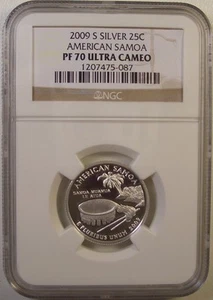 2009 S SILVER 25C
AMERICAN SAMOA
PF 70 ULTRA CAMEO
1207475-087
NGC
AMERICAN SAMOA
SAMOA MUAMUA
LE ATUA
E PLURIBUS UNUM 2009